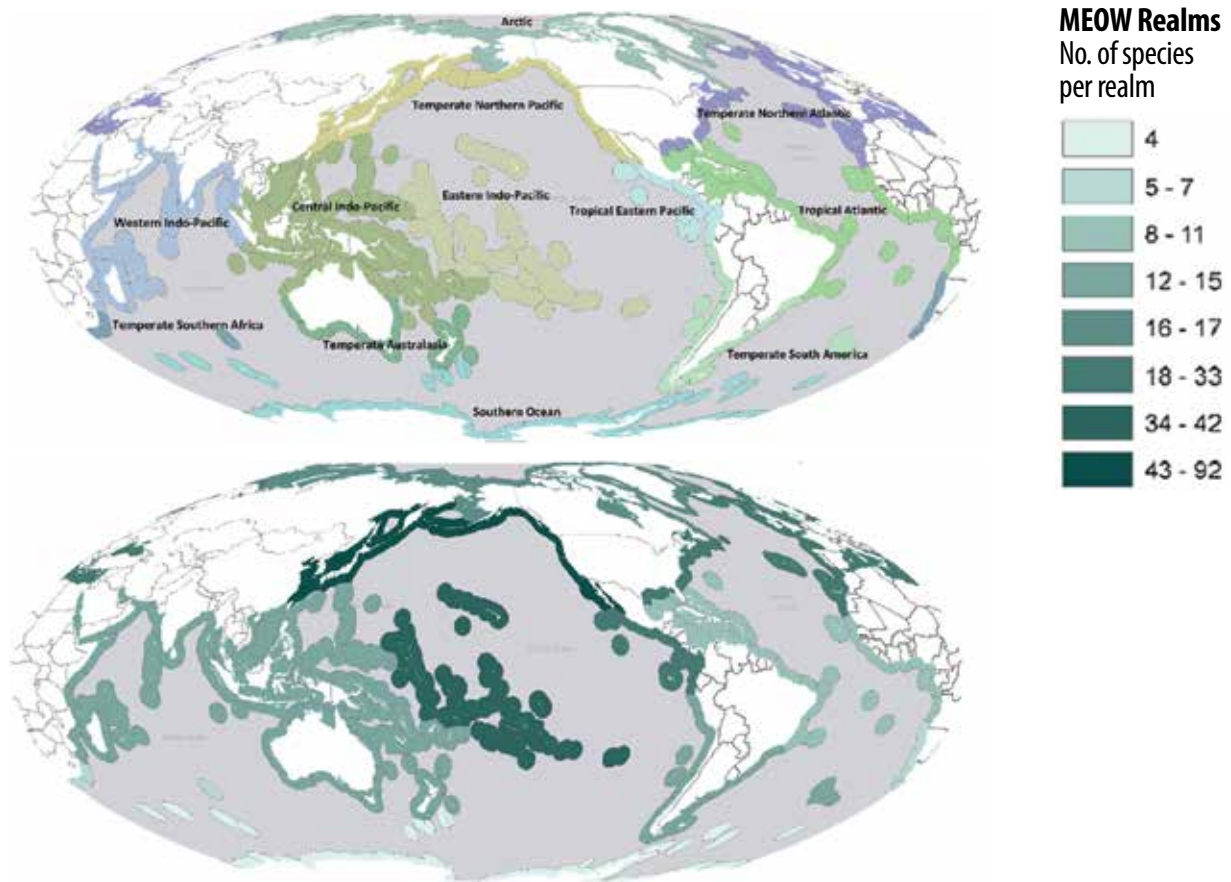 Arctic
Temperate Northern Pacific
Temperate Northern Atlantic
Eastern Indo-Pacific
Central Indo-Pacific
Tropical Eastern Pacific
Tropical Atlantic
Western Indo-Pacific
Temperate Southern Africa
Temperate Australasia
Temperate South America
Southern Ocean
MEOW Realms
No. of species
per realm
4
5 - 7
8 - 11
12 - 15
16 - 17
18 - 33
34 - 42
43 - 92